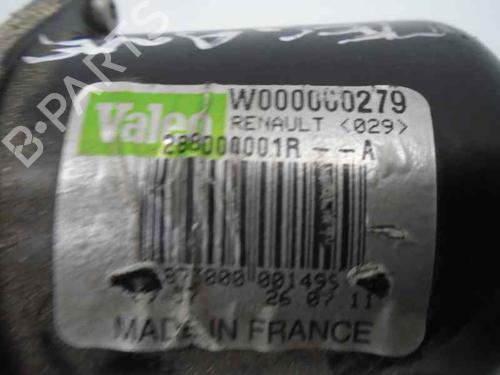 Valeo W000000279
RENAULT <029>
288000001R--A
26 07 11
MADE IN FRANCE
B-PARTS